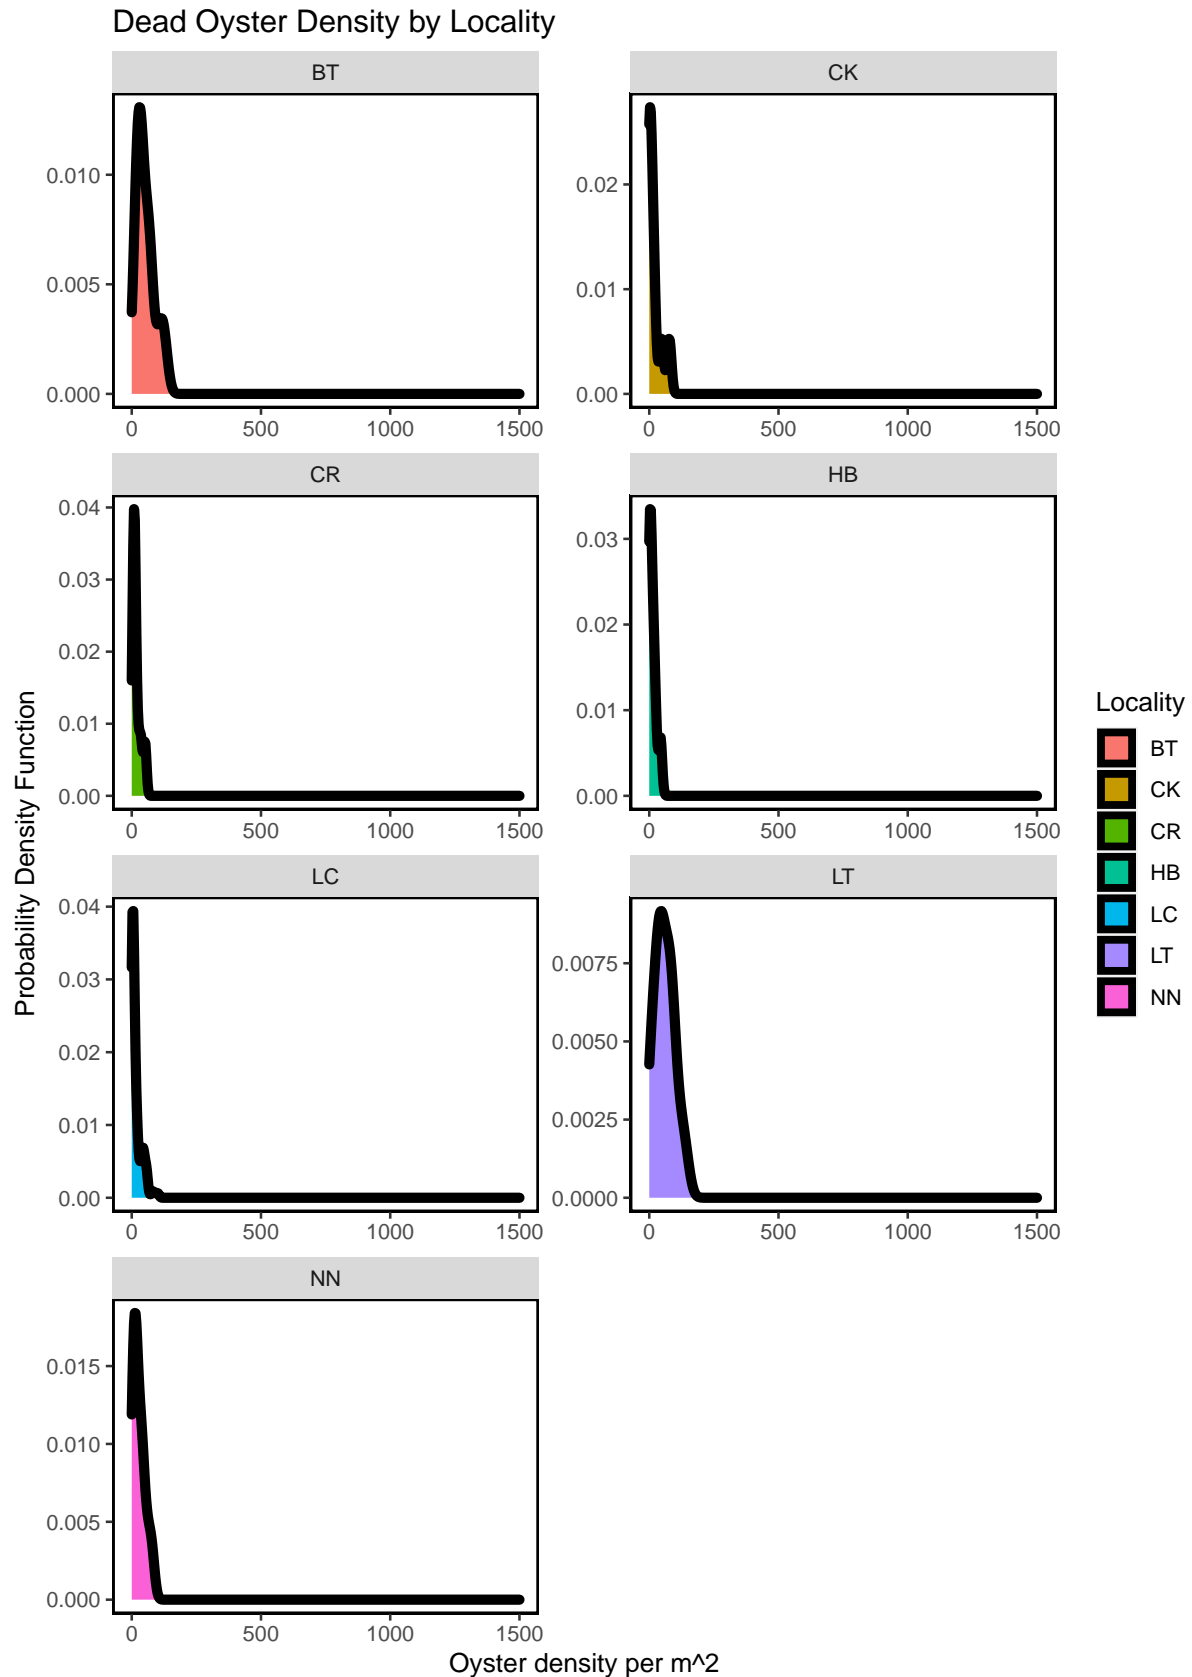 Dead Oyster Density by Locality
BT
CK
0.010
0.005
0.000
0.02
0.01
0.00
0 500 1000 1500
0 500 1000 1500
CR
HB
0.04
0.03
0.02
0.01
0.00
0.03
0.02
0.01
0.00
0 500 1000 1500
0 500 1000 1500
LC
LT
0.04
0.03
0.02
0.01
0.00
0.0075
0.0050
0.0025
0.0000
0 500 1000 1500
0 500 1000 1500
NN
0.015
0.010
0.005
0.000
0 500 1000 1500
Oyster density per m^2
Probability Density Function
Locality
BT
CK
CR
HB
LC
LT
NN